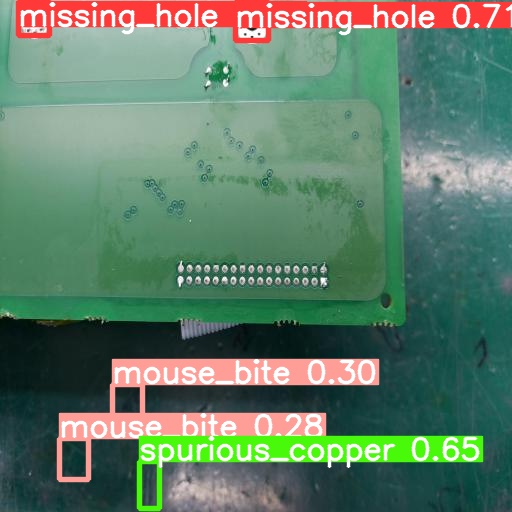 missing_hole
missing_hole 0.71
mouse_bite 0.30
mouse_bite 0.28
spurious_copper 0.65